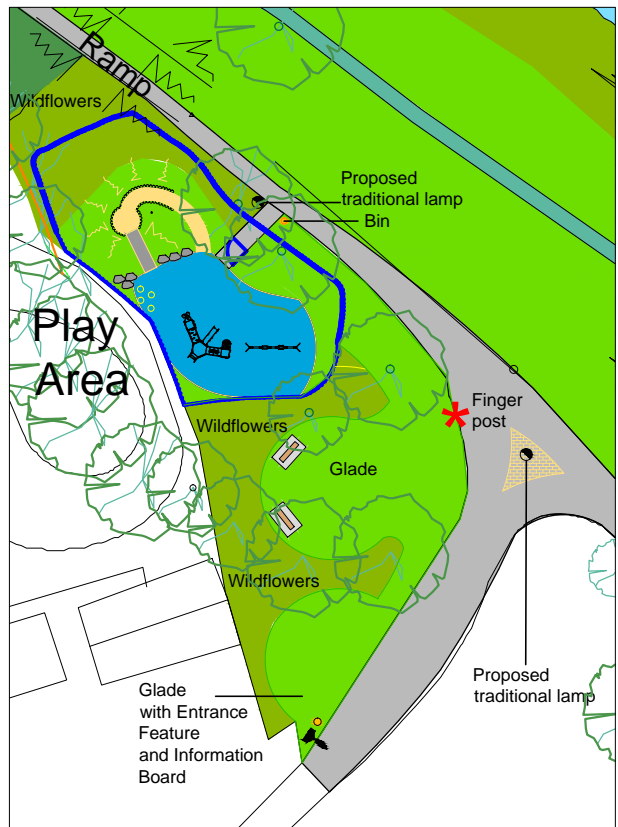 Ramp
Wildflowers
Proposed
traditional lamp
Bin
Play
Area
Finger
post
Wildflowers
Glade
Wildflowers
Proposed
traditional lamp
Glade
with Entrance
Feature
and Information
Board